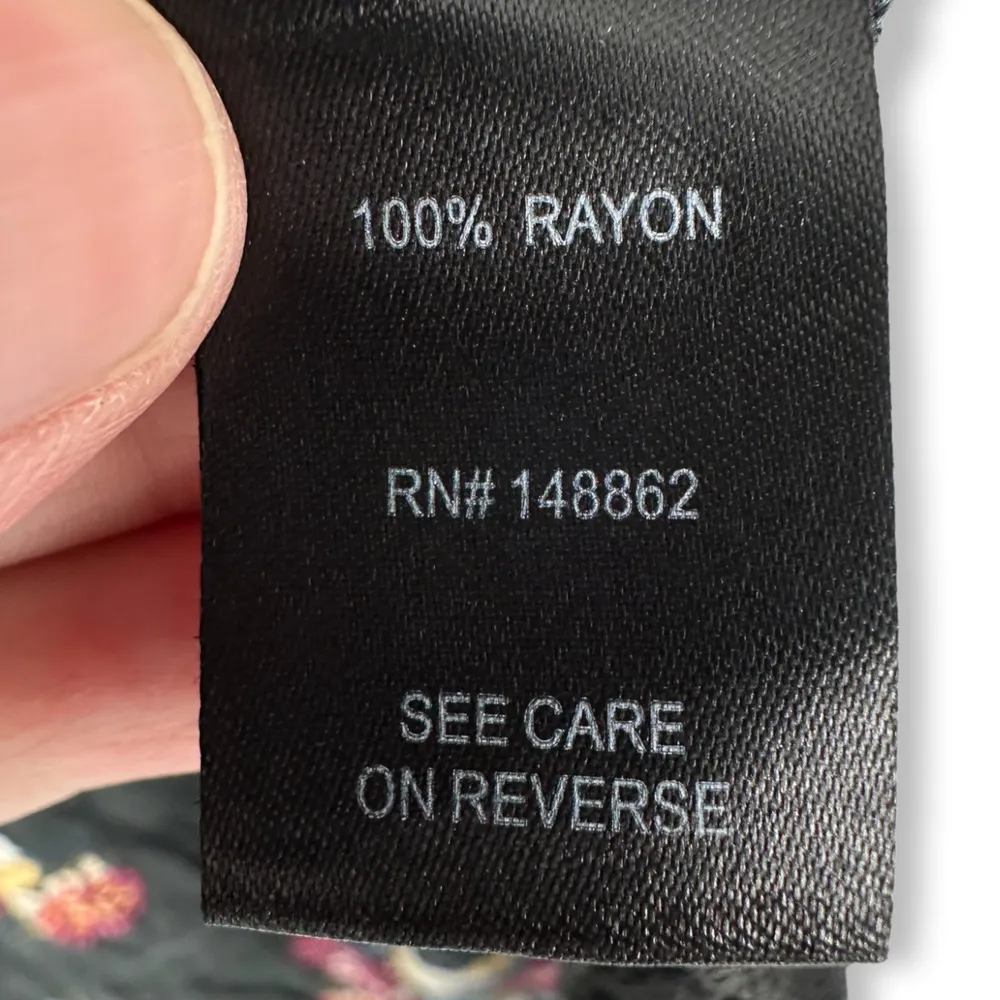 100% RAYON
RN# 148862
SEE CARE
ON REVERSE